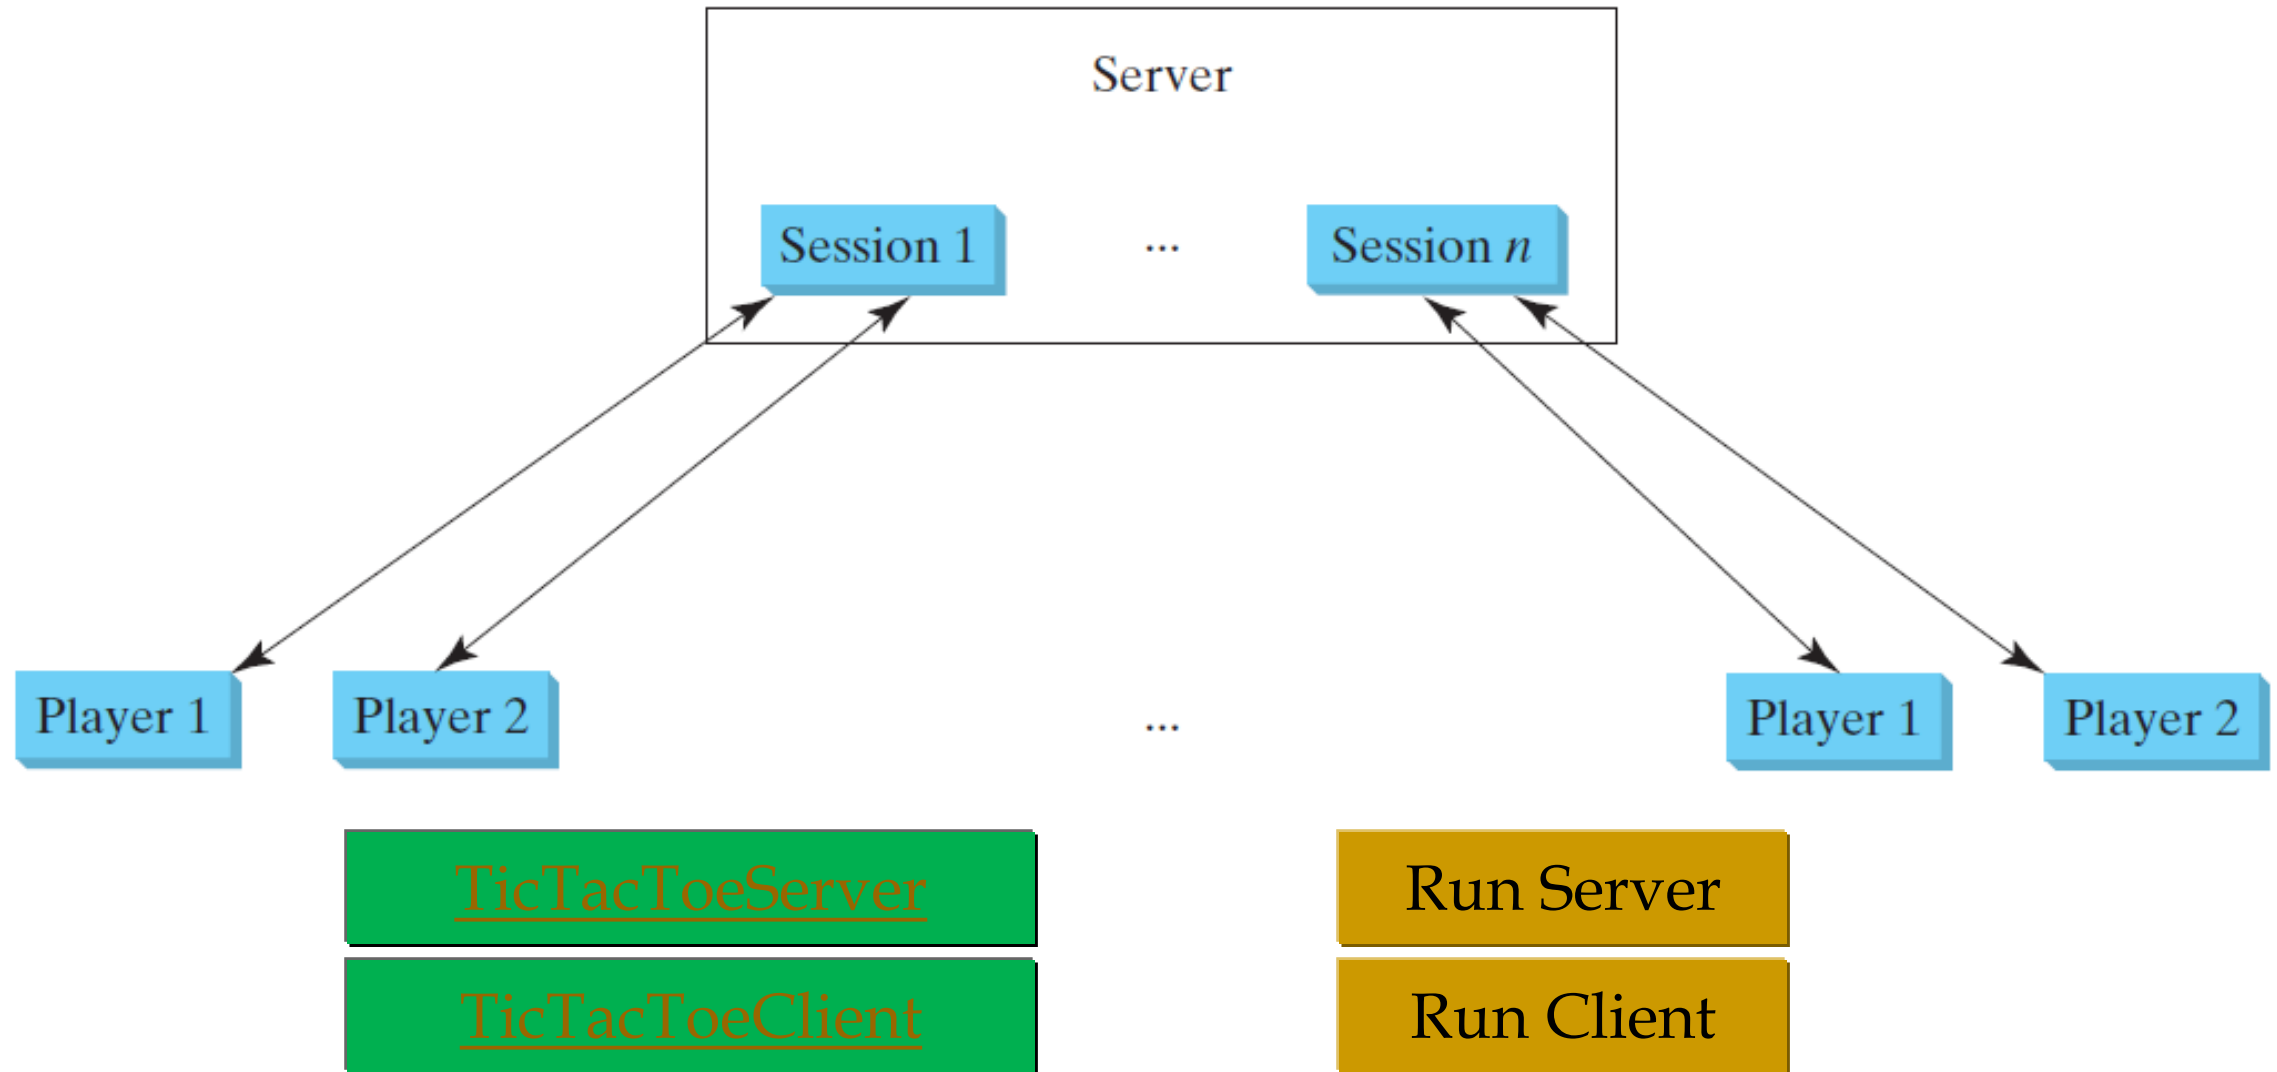 Server
Session 1 ... Session n
Player 1 Player 2 ... Player 1 Player 2
TicTacToeServer Run Server
TicTacToeClient Run Client